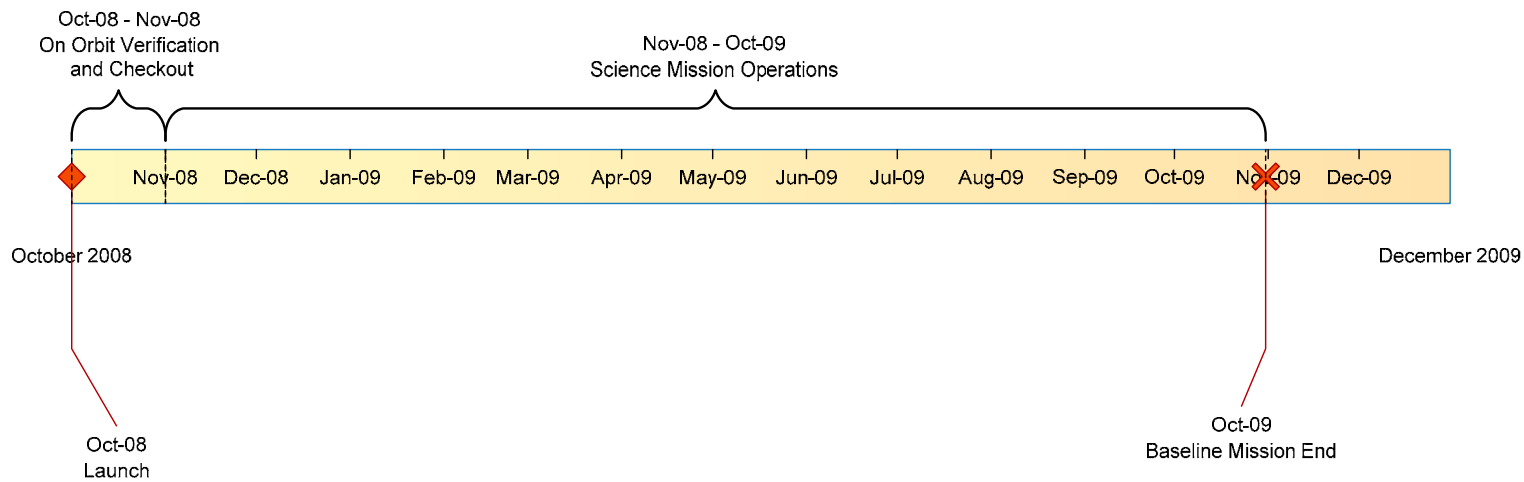 Oct-08 - Nov-08
On Orbit Verification
and Checkout
Nov-08 - Oct-09
Science Mission Operations
Nov-08 Dec-08 Jan-09 Feb-09 Mar-09 Apr-09 May-09 Jun-09 Jul-09 Aug-09 Sep-09 Oct-09 Nov-09 Dec-09
October 2008 December 2009
Oct-08
Launch
Oct-09
Baseline Mission End